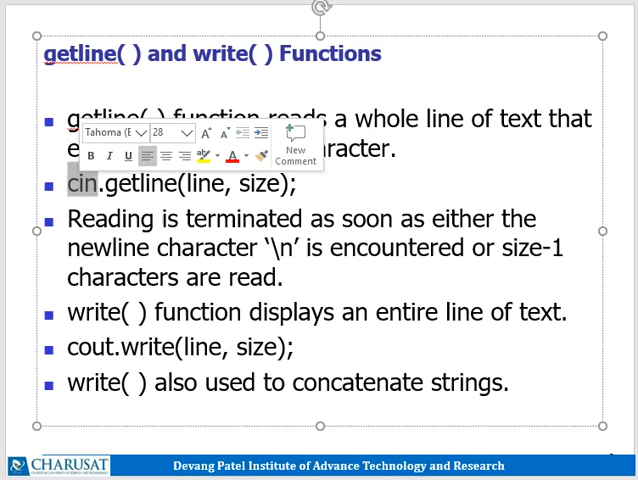 getline( ) and write( ) Functions
getline( ) function reads a whole line of text that
Tahoma (E 28
New
Comment
B I U A
racter.
cin.getline(line, size);
Reading is terminated as soon as either the
newline character ‘\n’ is encountered or size-1
characters are read.
write( ) function displays an entire line of text.
cout.write(line, size);
write( ) also used to concatenate strings.
CHARUSAT
Devang Patel Institute of Advance Technology and Research